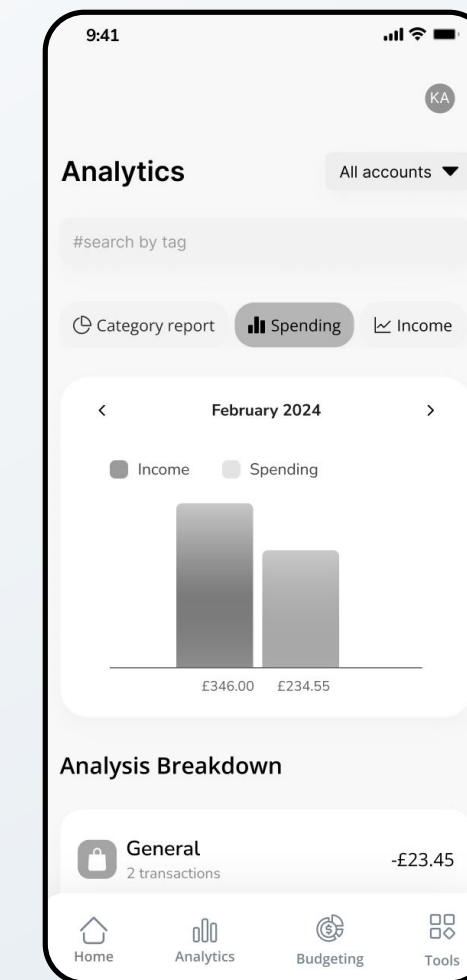 9:41
KA
Analytics
All accounts
#search by tag
Category report
Spending
Income
February 2024
Income
Spending
£346.00
£234.55
Analysis Breakdown
General
-£23.45
2 transactions
Home
Analytics
Budgeting
Tools